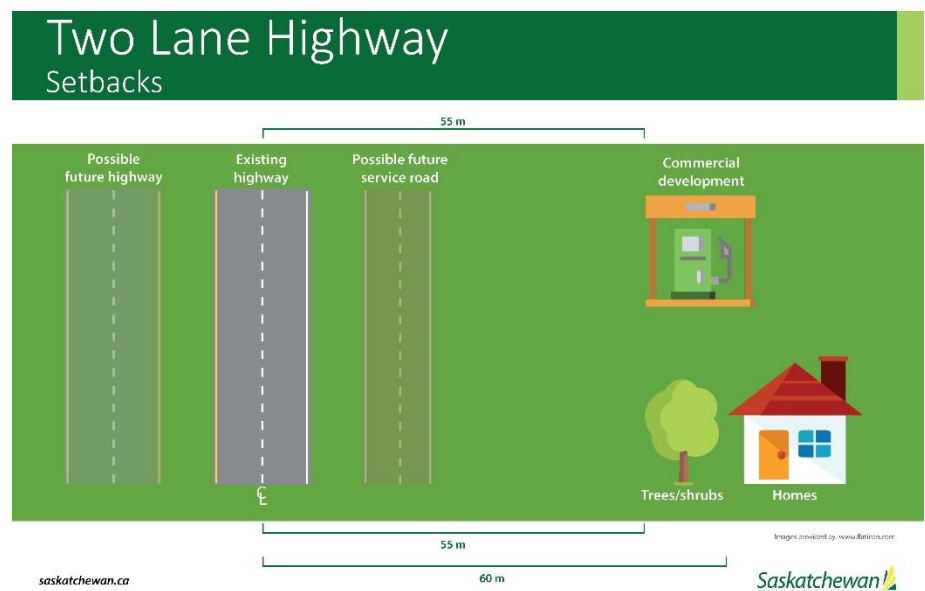 Two Lane Highway
Setbacks
55 m
Possible
future highway
Existing
highway
Possible future
service road
Commercial
development
℄
Trees/shrubs
Homes
55 m
Images provided by: www.flaticon.com
60 m
saskatchewan.ca
Saskatchewan